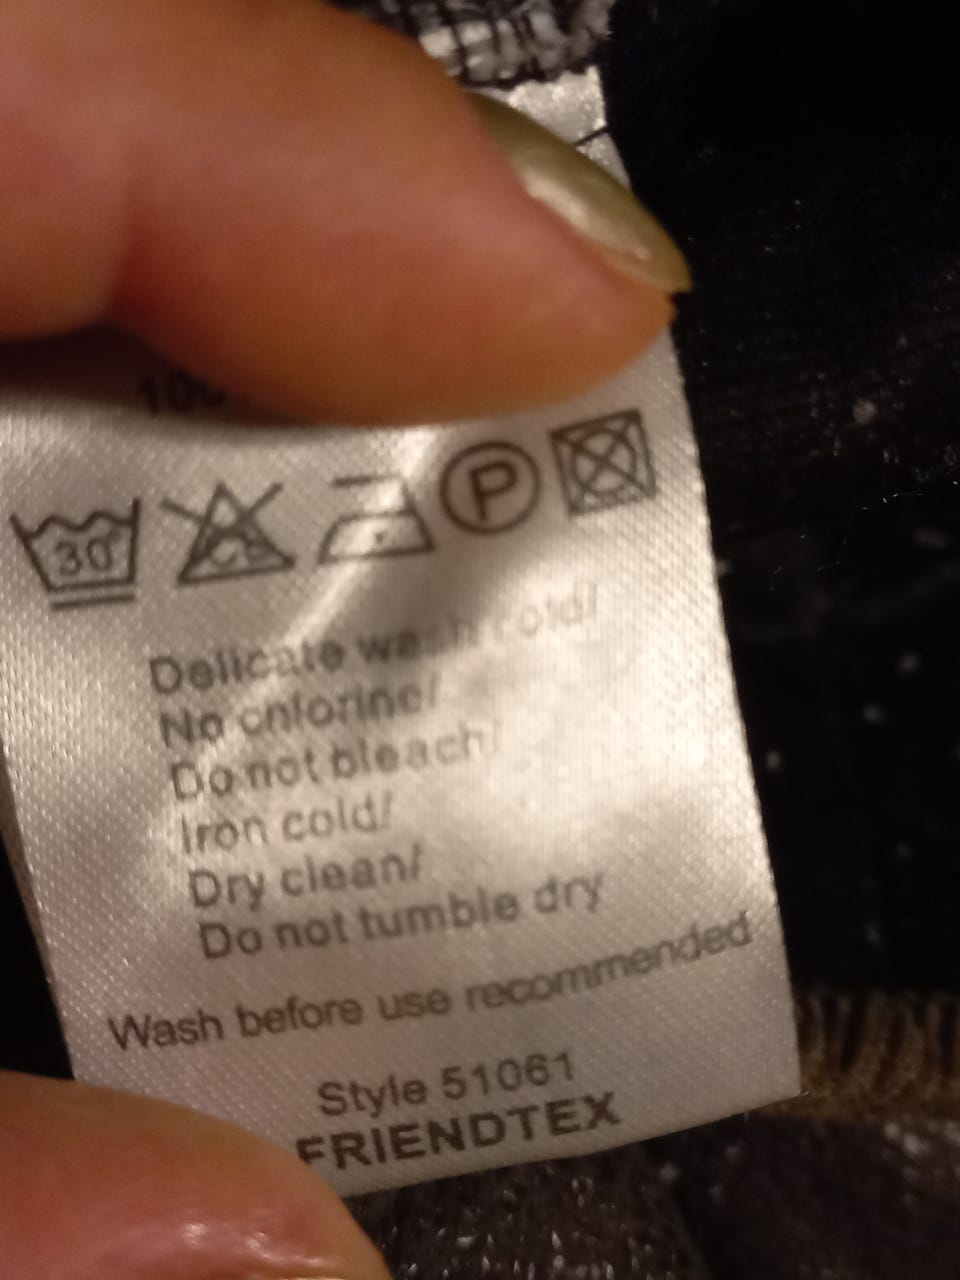 30°
P
Delicate wash cold/
No chlorine/
Do not bleach/
Iron cold/
Dry clean/
Do not tumble dry
Wash before use recommended
Style 51061
FRIENDTEX